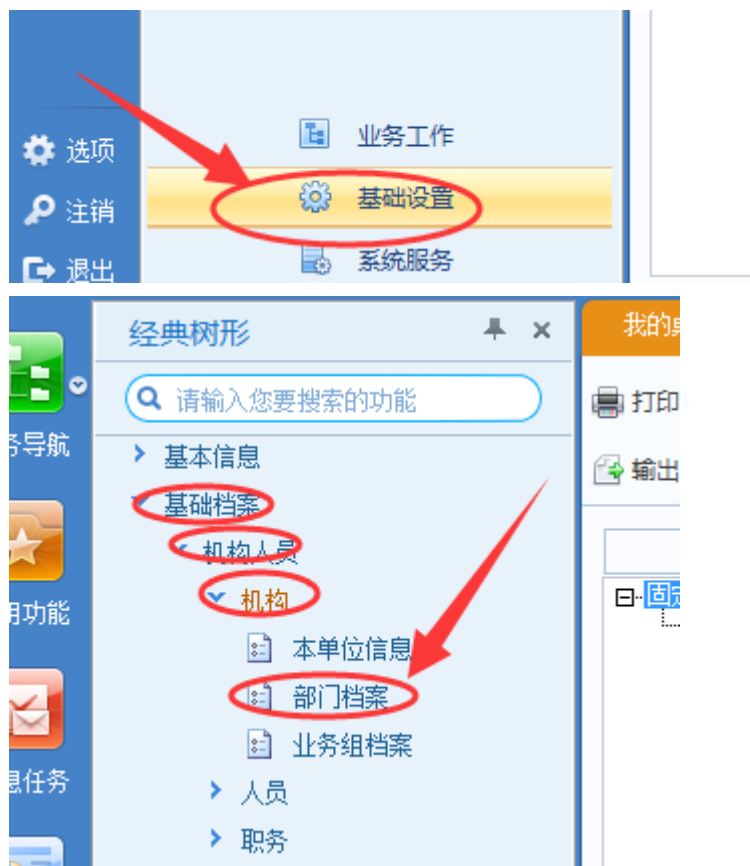 业务工作
选项
基础设置
注销
系统服务
退出
经典树形
我的
请输入您要搜索的功能
打印
导航
基本信息
输出
基础档案
机构人员
机构
功能
本单位信息
部门档案
业务组档案
任务
人员
职务